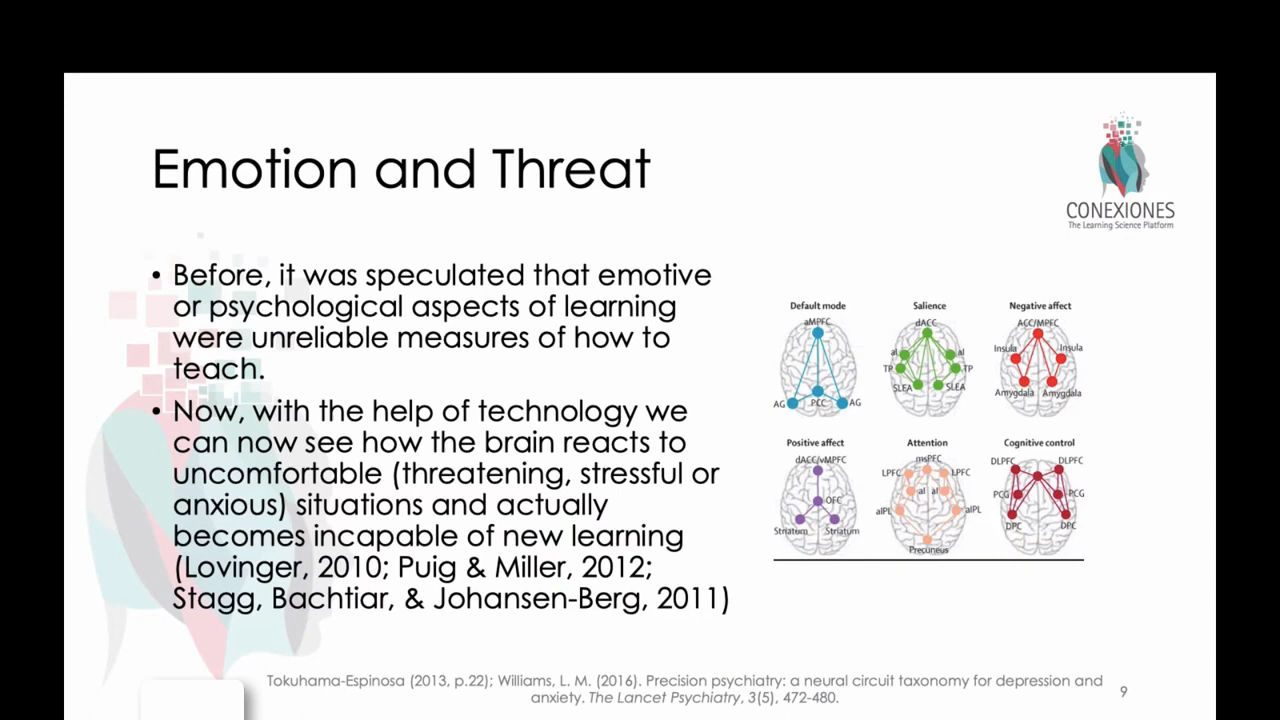 Emotion and Threat
CONEXIONES
The Learning Science Platform
• Before, it was speculated that emotive
or psychological aspects of learning
were unreliable measures of how to
teach.
• Now, with the help of technology we
can now see how the brain reacts to
uncomfortable (threatening, stressful or
anxious) situations and actually
becomes incapable of new learning
(Lovinger, 2010; Puig & Miller, 2012;
Stagg, Bachtiar, & Johansen-Berg, 2011)
Default mode
aMPFC
AG
PCC
AG
Salience
dACC
aI
aI
TP
TP
SLEA
SLEA
Negative affect
ACC/MPFC
Insula
Insula
Amygdala
Amygdala
Positive affect
dACC/vMPFC
OFC
Striatum
Striatum
Attention
msPFC
LPFC
LPFC
aI
aI
aIPL
aIPL
Precuneus
Cognitive control
DLPFC
DLPFC
PCG
PCG
DPC
DPC
Tokuhama-Espinosa (2013, p.22); Williams, L. M. (2016). Precision psychiatry: a neural circuit taxonomy for depression and
anxiety. The Lancet Psychiatry, 3(5), 472-480.
9